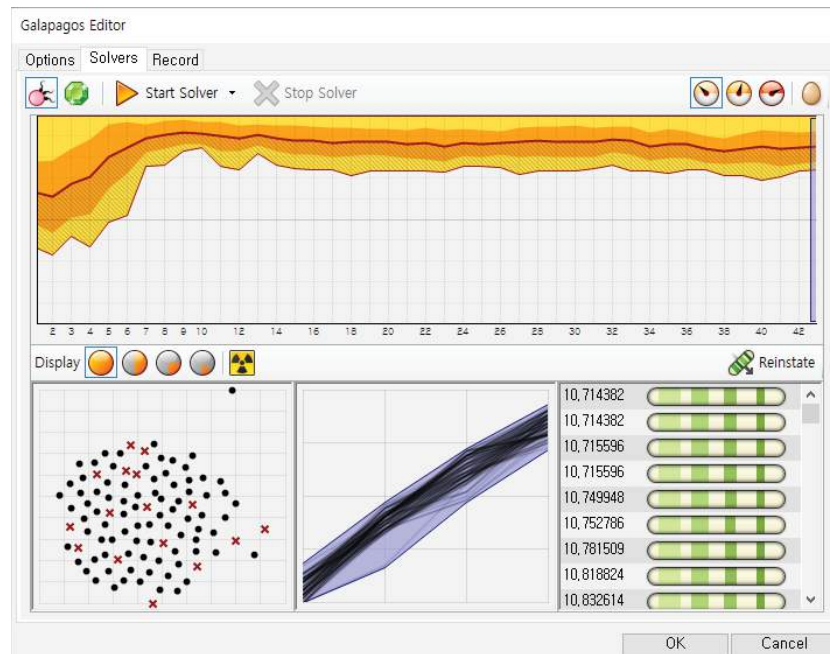 Galapagos Editor
Options Solvers Record
Start Solver Stop Solver
2 3 4 5 6 7 8 9 10 12 14 16 18 20 22 24 26 28 30 32 34 36 38 40 42
Display Reinstate
10,714382
10,714382
10,715596
10,715596
10,749948
10,752786
10,781509
10,818824
10,832614
OK Cancel